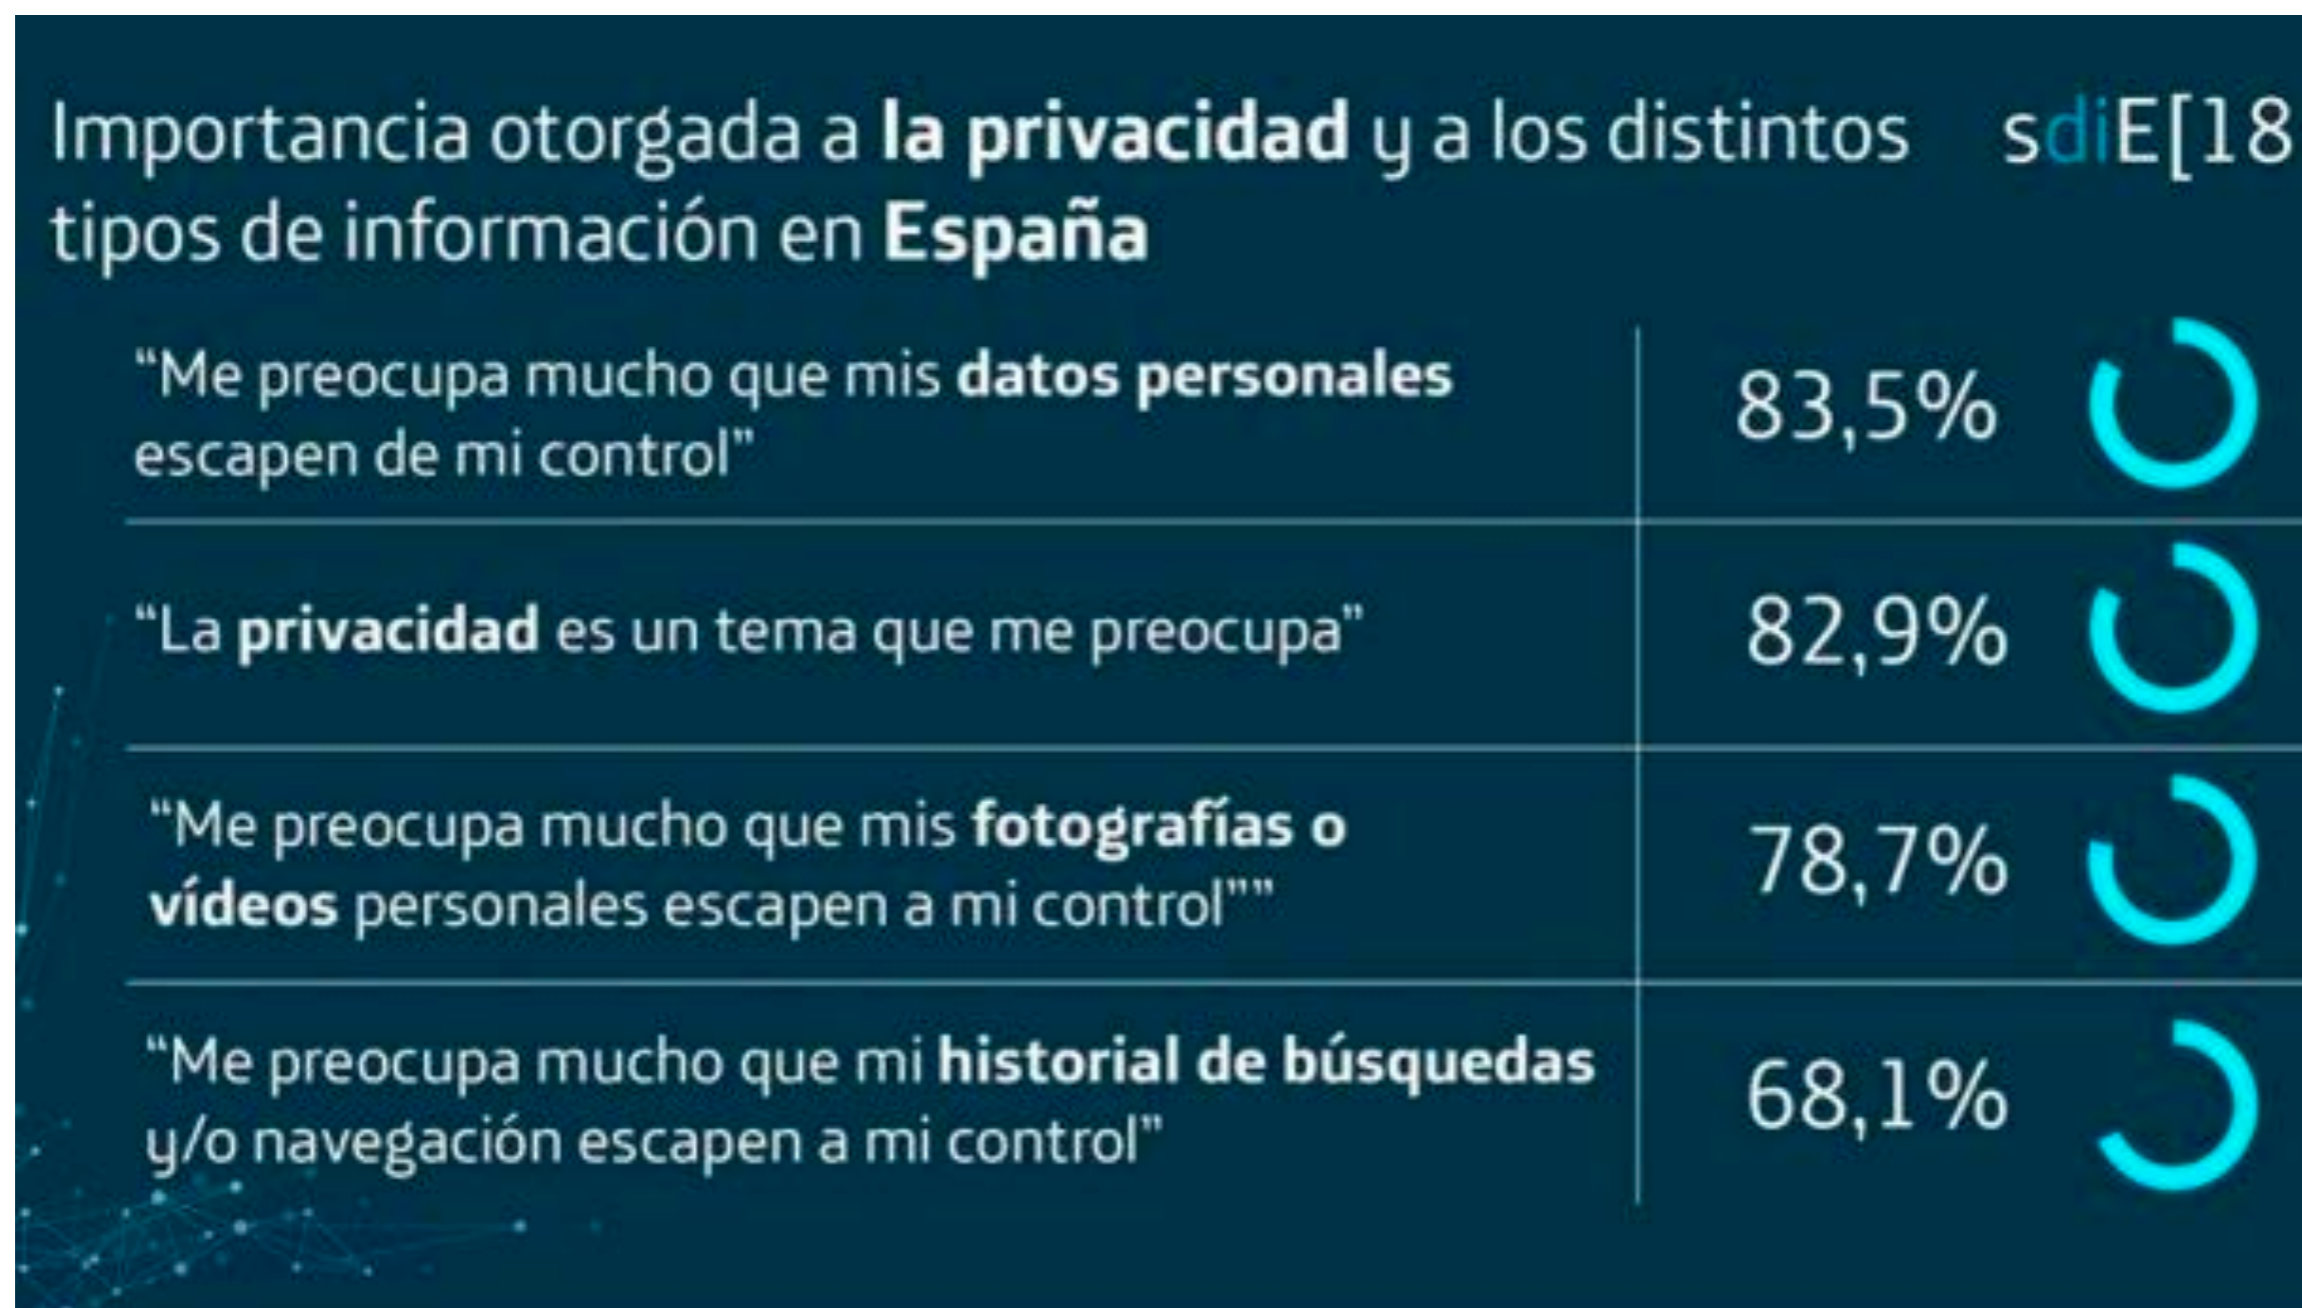 Importancia otorgada a la privacidad y a los distintos
tipos de información en España
sdiE[18
“Me preocupa mucho que mis datos personales
escapen de mi control”
83,5%
“La privacidad es un tema que me preocupa”
82,9%
“Me preocupa mucho que mis fotografías o
vídeos personales escapen a mi control””
78,7%
“Me preocupa mucho que mi historial de búsquedas
y/o navegación escapen a mi control”
68,1%